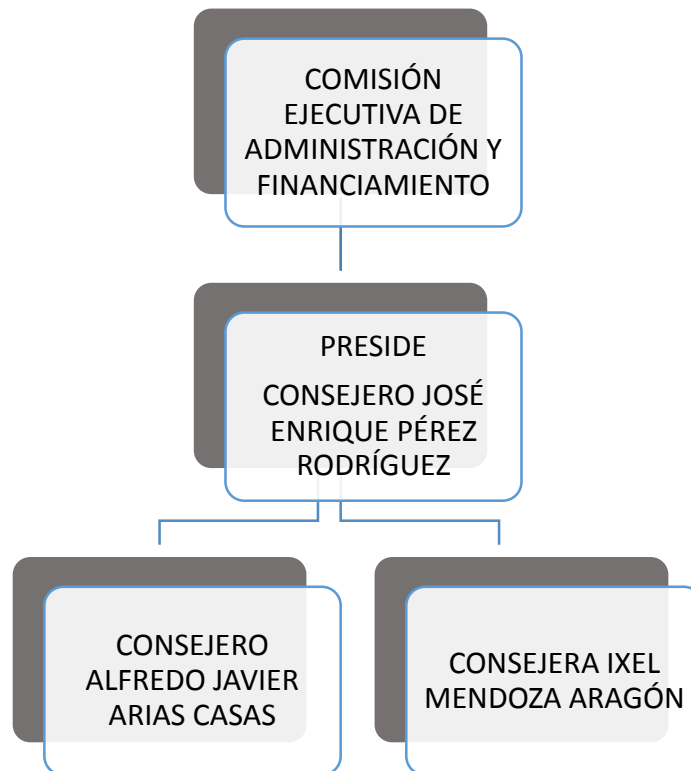 COMISIÓN
EJECUTIVA DE
ADMINISTRACIÓN Y
FINANCIAMIENTO
PRESIDE
CONSEJERO JOSÉ
ENRIQUE PÉREZ
RODRÍGUEZ
CONSEJERO
ALFREDO JAVIER
ARIAS CASAS
CONSEJERA IXEL
MENDOZA ARAGÓN